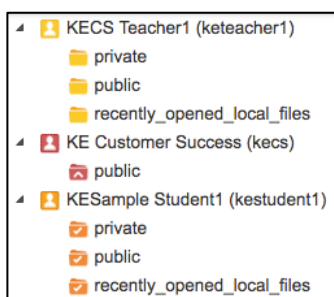 KECS Teacher1 (keteacher1)
private
public
recently_opened_local_files
KE Customer Success (kecs)
public
KESample Student1 (kestudent1)
private
public
recently_opened_local_files